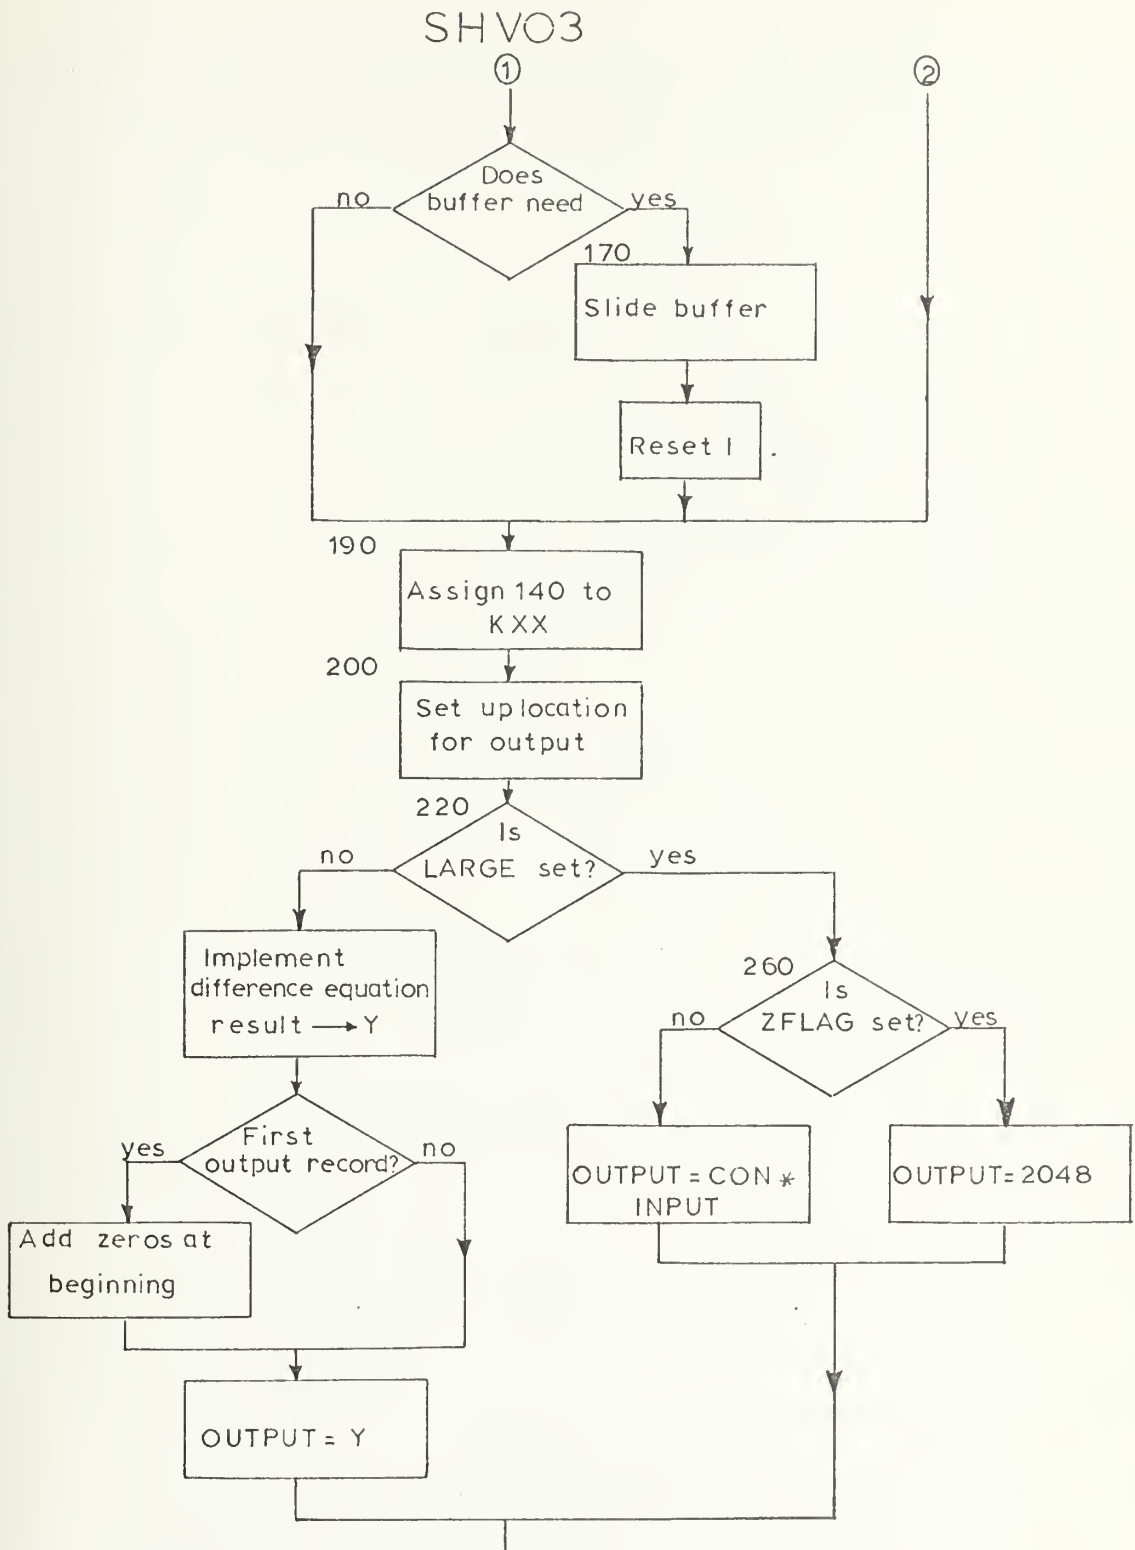 SHV03
1
2
Does
buffer need
no
yes
170
Slide buffer
Reset I
190
Assign 140 to
KXX
200
Set up location
for output
220
Is
LARGE set?
no
yes
Implement
difference equation
result → Y
260
Is
ZFLAG set?
no
yes
First
output record?
yes
no
OUTPUT = CON *
INPUT
OUTPUT = 2048
Add zeros at
beginning
OUTPUT = Y